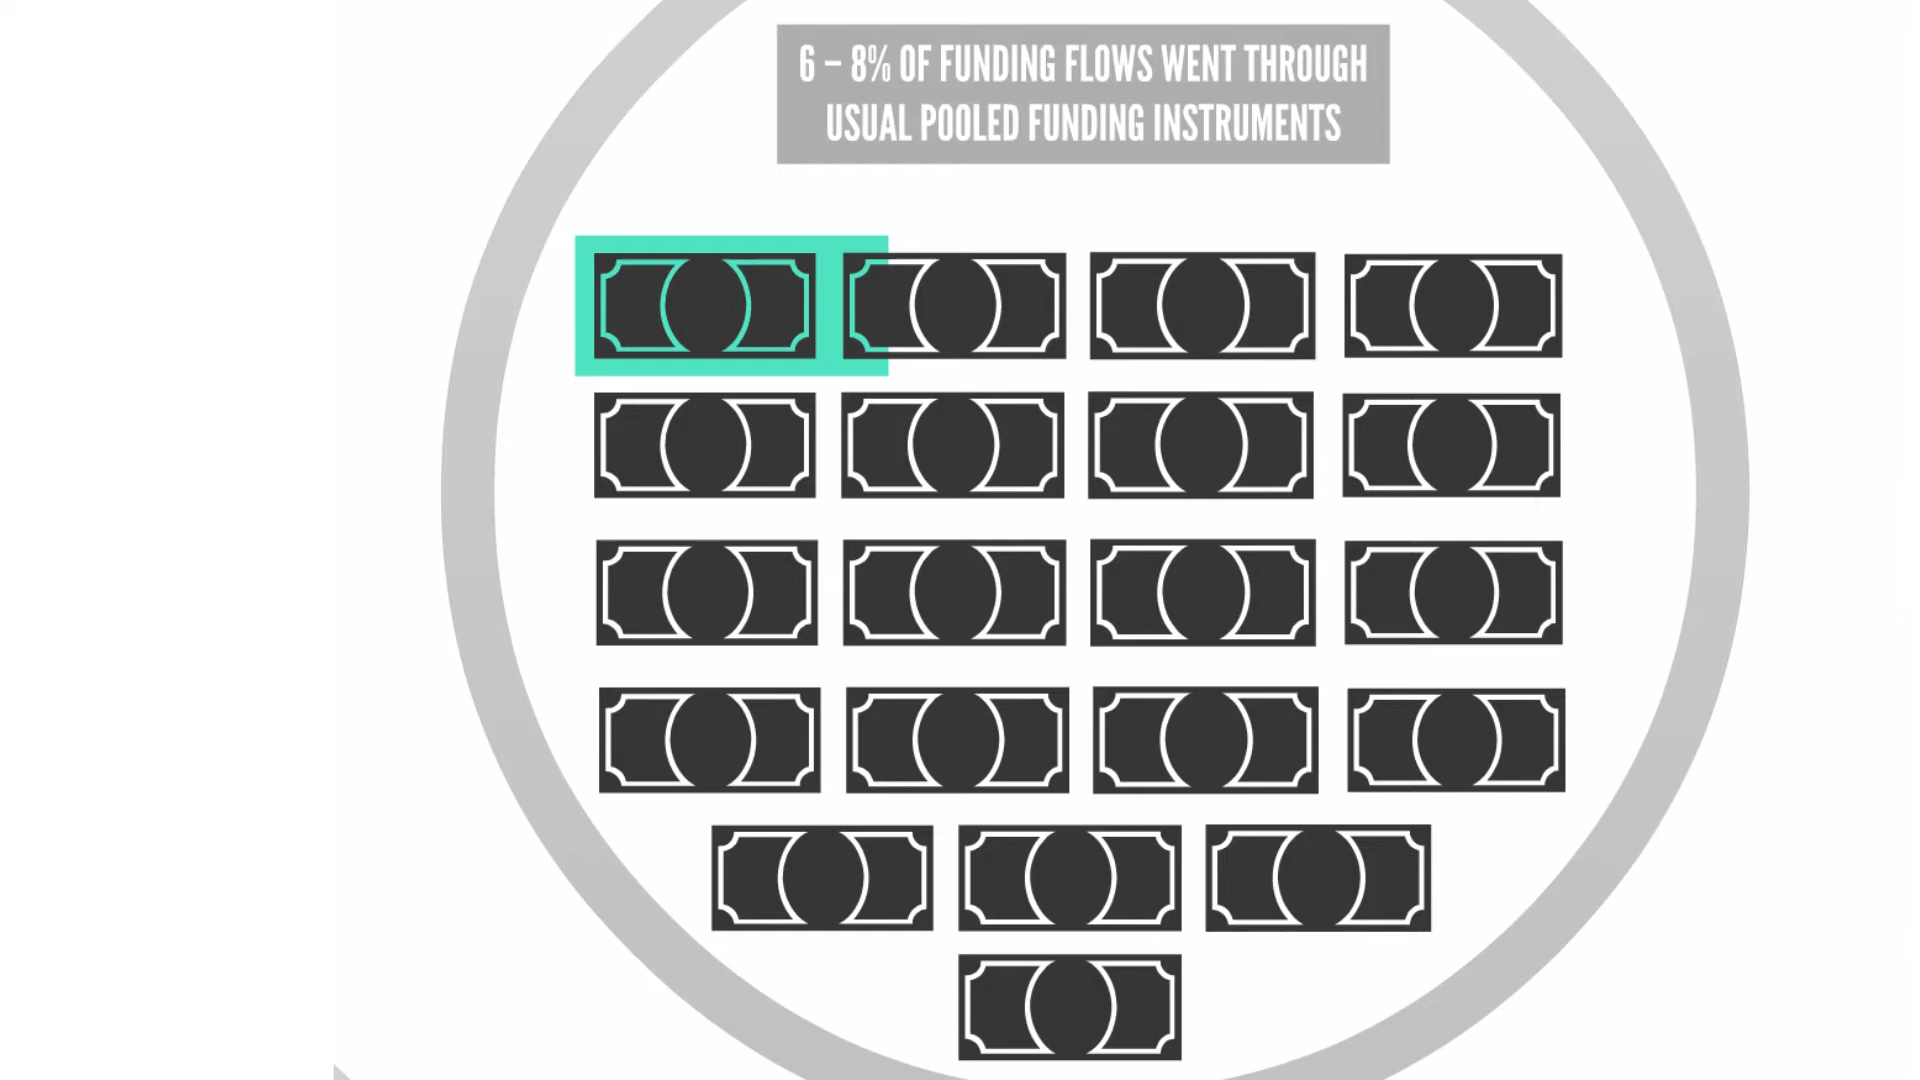 6 – 8% OF FUNDING FLOWS WENT THROUGH
USUAL POOLED FUNDING INSTRUMENTS